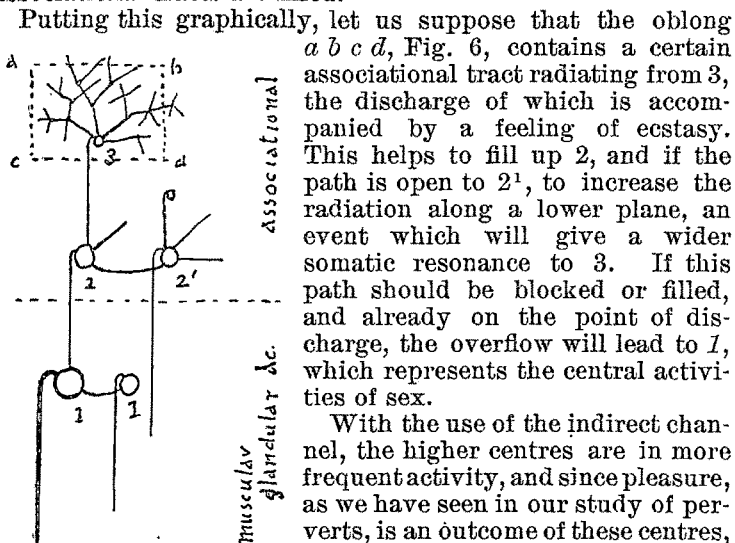 Putting this graphically, let us suppose that the oblong
a b c d, Fig. 6, contains a certain
associational tract radiating from 3,
the discharge of which is accom-
panied by a feeling of ecstasy.
This helps to fill up 2, and if the
path is open to 2¹, to increase the
radiation along a lower plane, an
event which will give a wider
somatic resonance to 3. If this
path should be blocked or filled,
and already on the point of dis-
charge, the overflow will lead to 1,
which represents the central activi-
ties of sex.
With the use of the indirect chan-
nel, the higher centres are in more
frequent activity, and since pleasure,
as we have seen in our study of per-
verts, is an outcome of these centres,
a
b
3
c
d
associational
2
2'
1
1
muscular
glandular &c.